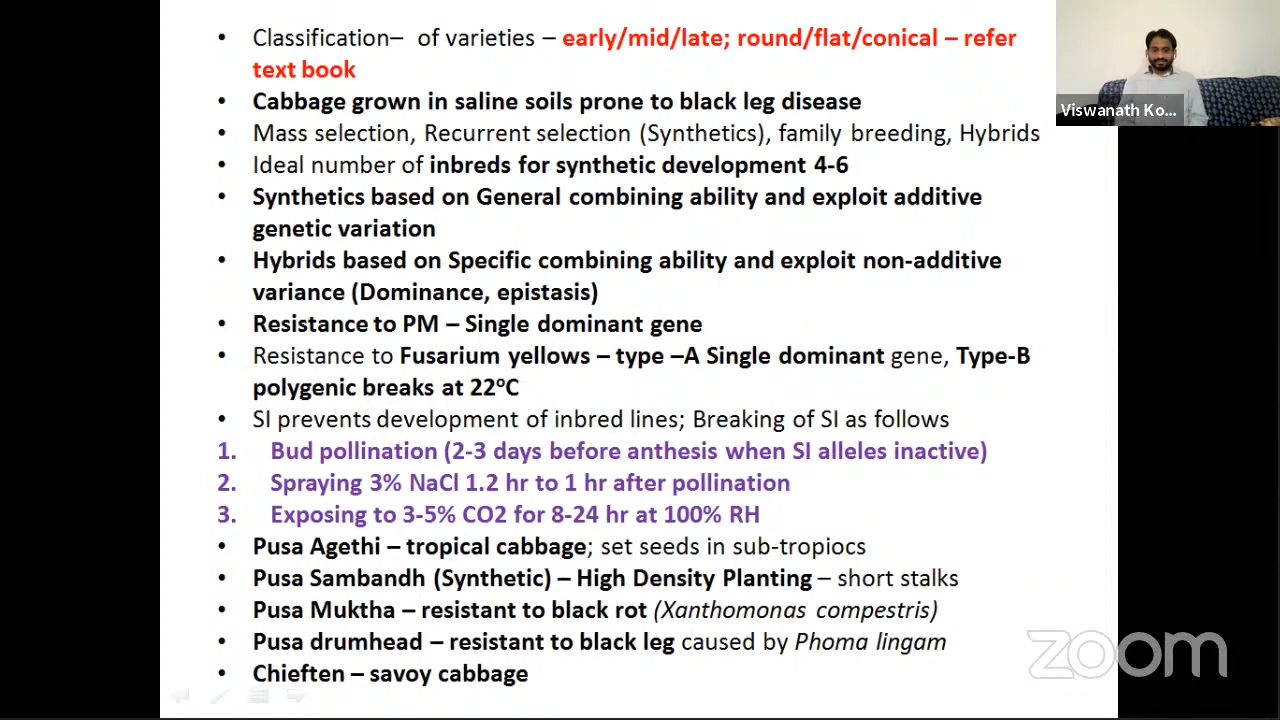 • Classification– of varieties – early/mid/late; round/flat/conical – refer
text book
• Cabbage grown in saline soils prone to black leg disease
• Mass selection, Recurrent selection (Synthetics), family breeding, Hybrids
• Ideal number of inbreds for synthetic development 4-6
• Synthetics based on General combining ability and exploit additive
genetic variation
• Hybrids based on Specific combining ability and exploit non-additive
variance (Dominance, epistasis)
• Resistance to PM – Single dominant gene
• Resistance to Fusarium yellows – type –A Single dominant gene, Type-B
polygenic breaks at 22°C
• SI prevents development of inbred lines; Breaking of SI as follows
1. Bud pollination (2-3 days before anthesis when SI alleles inactive)
2. Spraying 3% NaCl 1.2 hr to 1 hr after pollination
3. Exposing to 3-5% CO2 for 8-24 hr at 100% RH
• Pusa Agethi – tropical cabbage; set seeds in sub-tropiocs
• Pusa Sambandh (Synthetic) – High Density Planting – short stalks
• Pusa Muktha – resistant to black rot (Xanthomonas compestris)
• Pusa drumhead – resistant to black leg caused by Phoma lingam
• Chieften – savoy cabbage
Viswanath Ko...
zoom